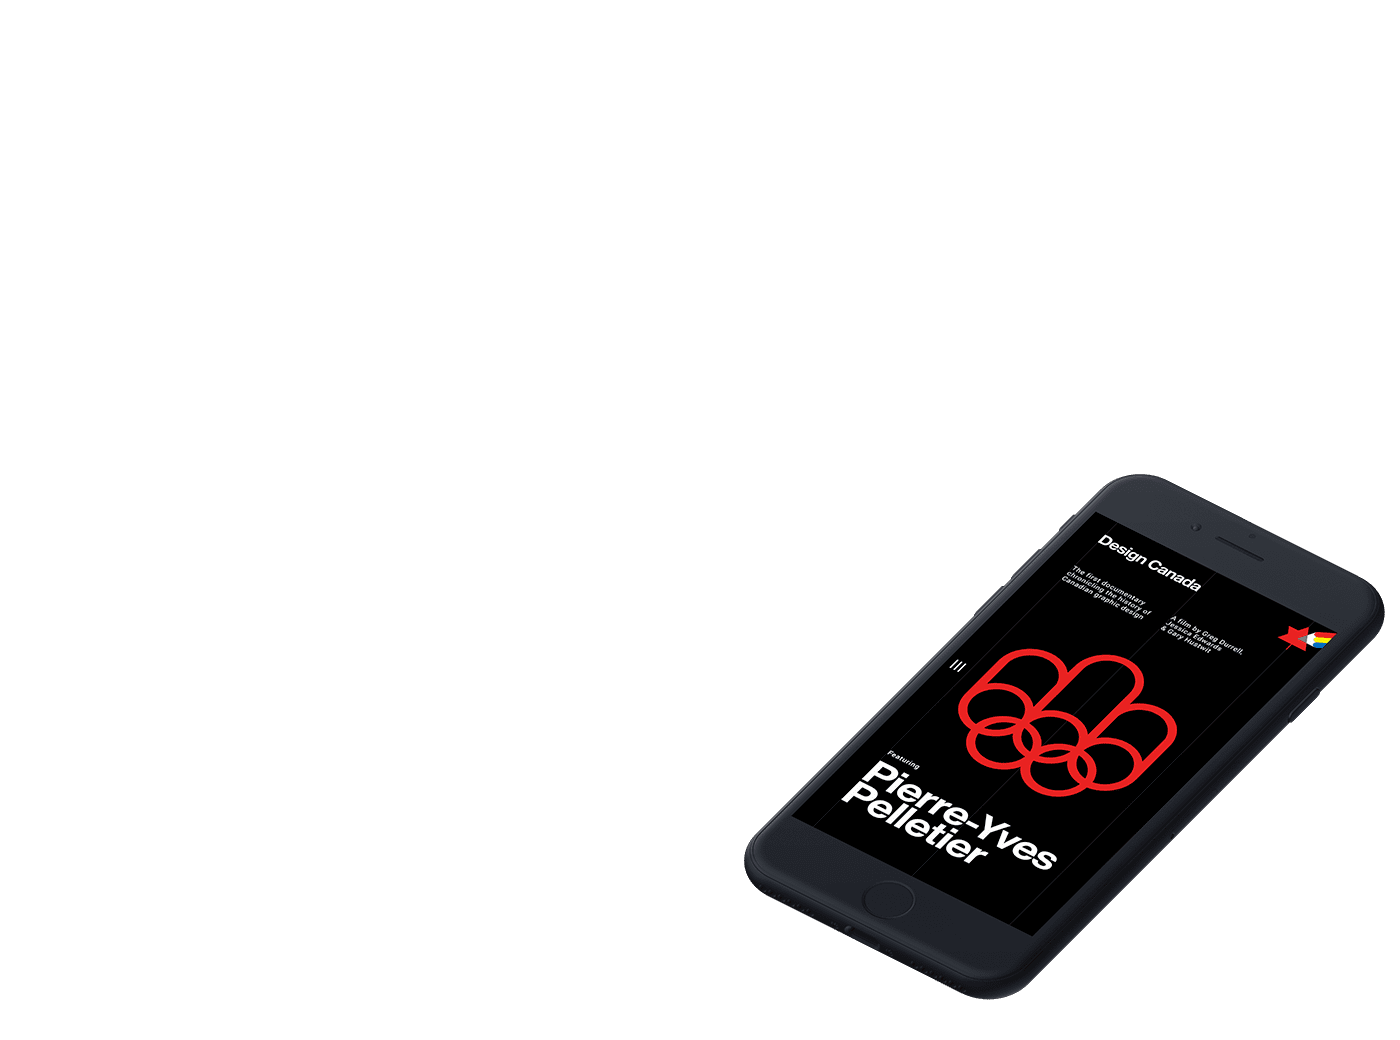 Design Canada
The first documentary
chronicling the history of
Canadian graphic design
A film by Greg Durrell,
Jessica Edwards
& Gary Hustwit
Featuring
Pierre-Yves
Pelletier